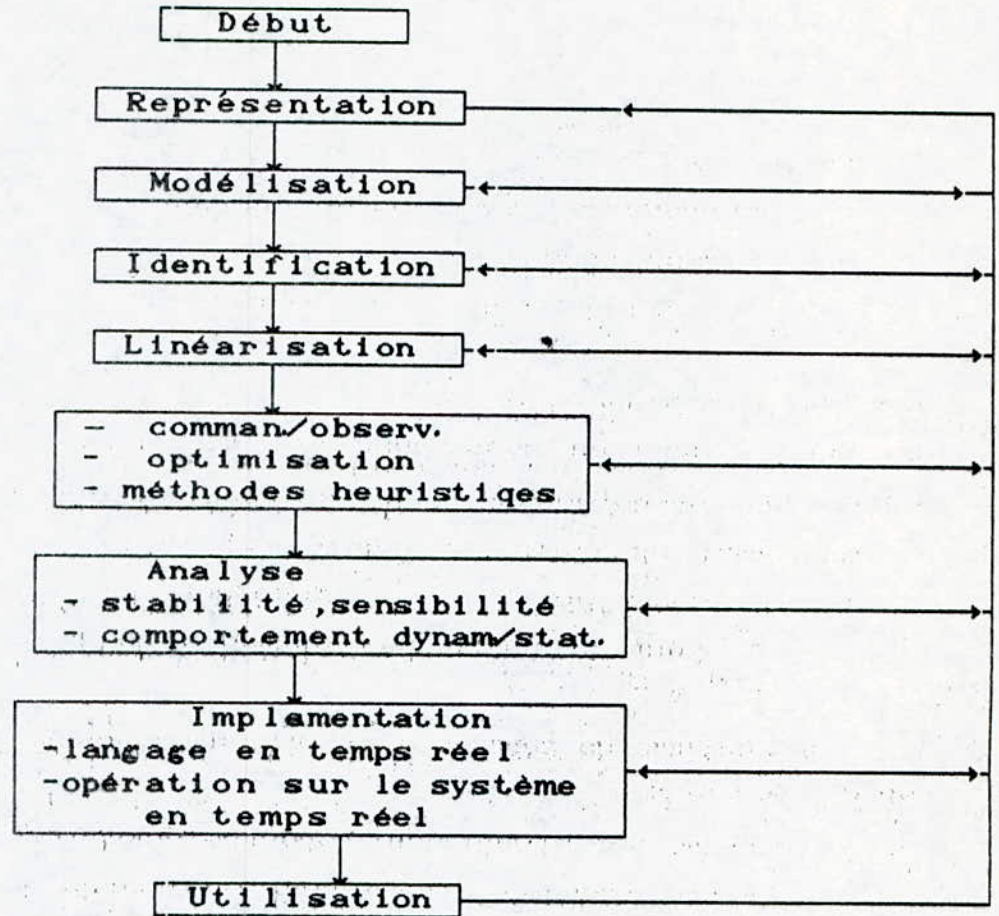 Début
Représentation
Modélisation
Identification
Linéarisation
- comman/observ.
- optimisation
- méthodes heuristiqes
Analyse
- stabilité,sensibilité
- comportement dynam/stat.
Implamentation
-langage en temps réel
-opération sur le système
en temps réel
Utilisation